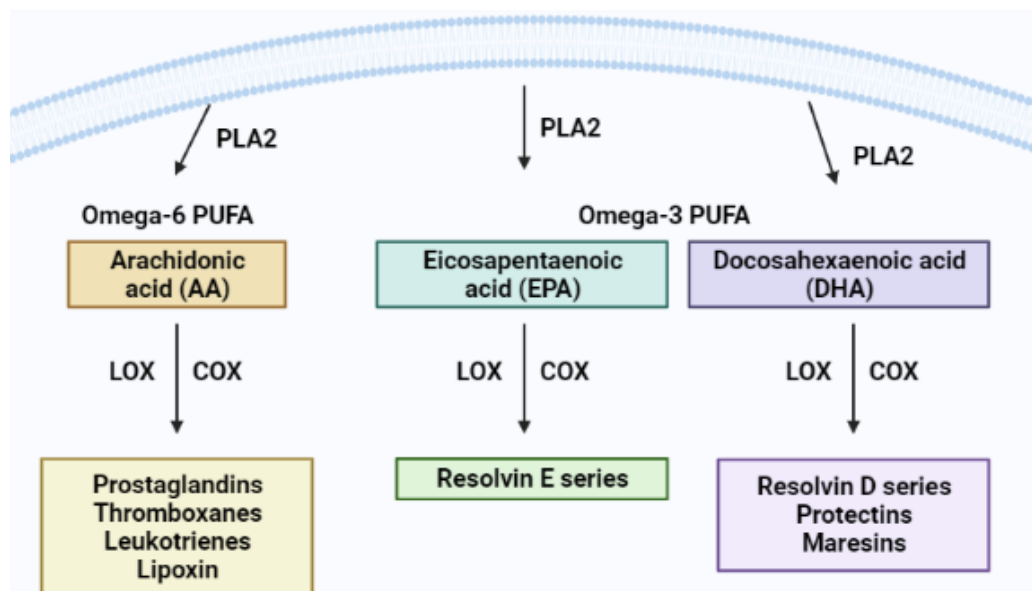 PLA2
PLA2
PLA2
Omega-6 PUFA
Omega-3 PUFA
Arachidonic
acid (AA)
Eicosapentaenoic
acid (EPA)
Docosahexaenoic acid
(DHA)
LOX
COX
LOX
COX
LOX
COX
Prostaglandins
Thromboxanes
Leukotrienes
Lipoxin
Resolvin E series
Resolvin D series
Protectins
Maresins